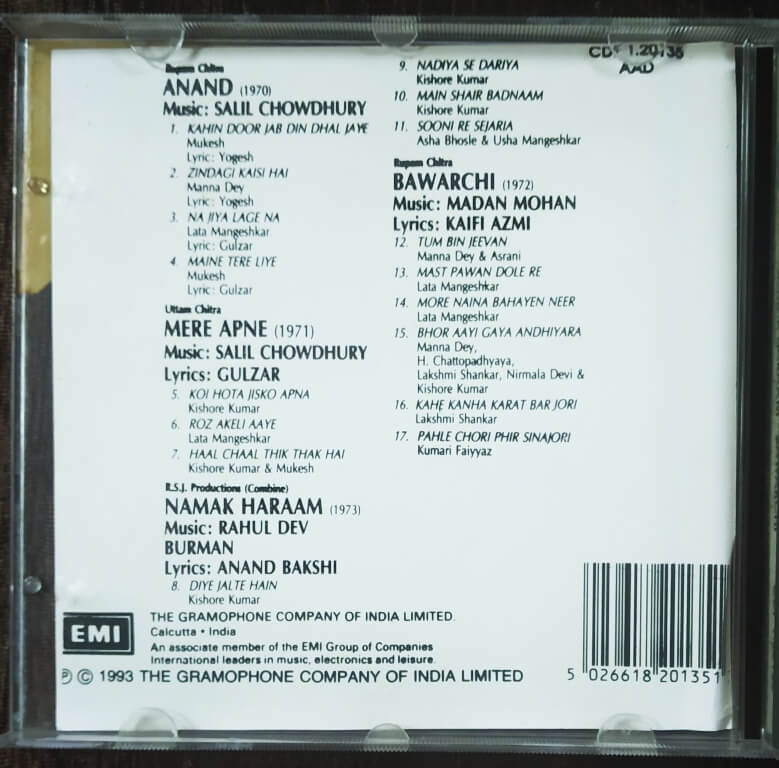 Rupam Chitra
ANAND (1970)
Music: SALIL CHOWDHURY
1. KAHIN DOOR JAB DIN DHAL JAYE
Mukesh
Lyric: Yogesh
2. ZINDAGI KAISI HAI
Manna Dey
Lyric: Yogesh
3. NA JIYA LAGE NA
Lata Mangeshkar
Lyric: Gulzar
4. MAINE TERE LIYE
Mukesh
Lyric: Gulzar
Uttam Chitra
MERE APNE (1971)
Music: SALIL CHOWDHURY
Lyrics: GULZAR
5. KOI HOTA JISKO APNA
Kishore Kumar
6. ROZ AKELI AAYE
Lata Mangeshkar
7. HAAL CHAAL THIK THAK HAI
Kishore Kumar & Mukesh
R.S.J. Productions (Combine)
NAMAK HARAAM (1973)
Music: RAHUL DEV
BURMAN
Lyrics: ANAND BAKSHI
8. DIYE JALTE HAIN
Kishore Kumar
1.20135
AAD
9. NADIYA SE DARIYA
Kishore Kumar
10. MAIN SHAIR BADNAAM
Kishore Kumar
11. SOONI RE SEJARIA
Asha Bhosle & Usha Mangeshkar
Rupam Chitra
BAWARCHI (1972)
Music: MADAN MOHAN
Lyrics: KAIFI AZMI
12. TUM BIN JEEVAN
Manna Dey & Asrani
13. MAST PAWAN DOLE RE
Lata Mangeshkar
14. MORE NAINA BAHAYEN NEER
Lata Mangeshkar
15. BHOR AAYI GAYA ANDHIYARA
Manna Dey,
H. Chattopadhyaya,
Lakshmi Shankar, Nirmala Devi &
Kishore Kumar
16. KAHE KANHA KARAT BAR JORI
Lakshmi Shankar
17. PAHLE CHORI PHIR SINAJORI
Kumari Faiyyaz
EMI
THE GRAMOPHONE COMPANY OF INDIA LIMITED.
Calcutta • India
An associate member of the EMI Group of Companies
International leaders in music, electronics and leisure.
℗ © 1993 THE GRAMOPHONE COMPANY OF INDIA LIMITED
5 026618 201351